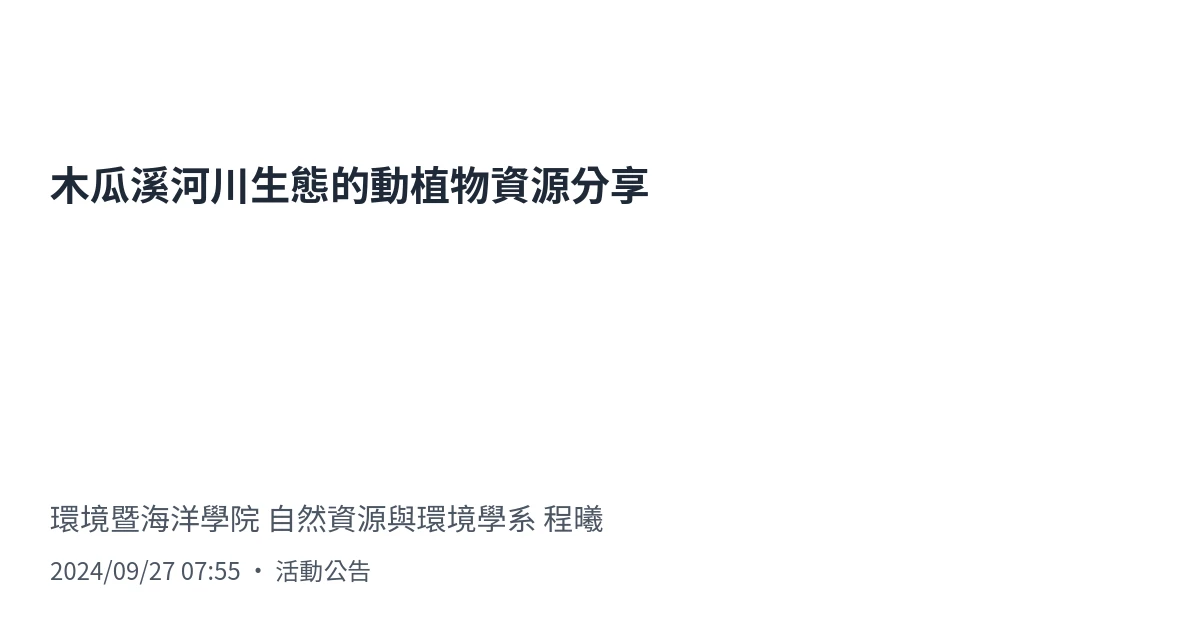 木瓜溪河川生態的動植物資源分享
環境暨海洋學院 自然資源與環境學系 程曦
2024/09/27 07:55 • 活動公告